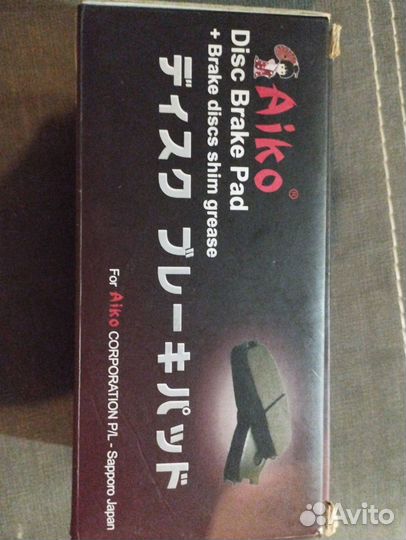 Aiko ®
Disc Brake Pad
+ Brake discs shim grease
ディスク ブレーキパッド
For Aiko CORPORATION P/L - Sapporo Japan
Avito